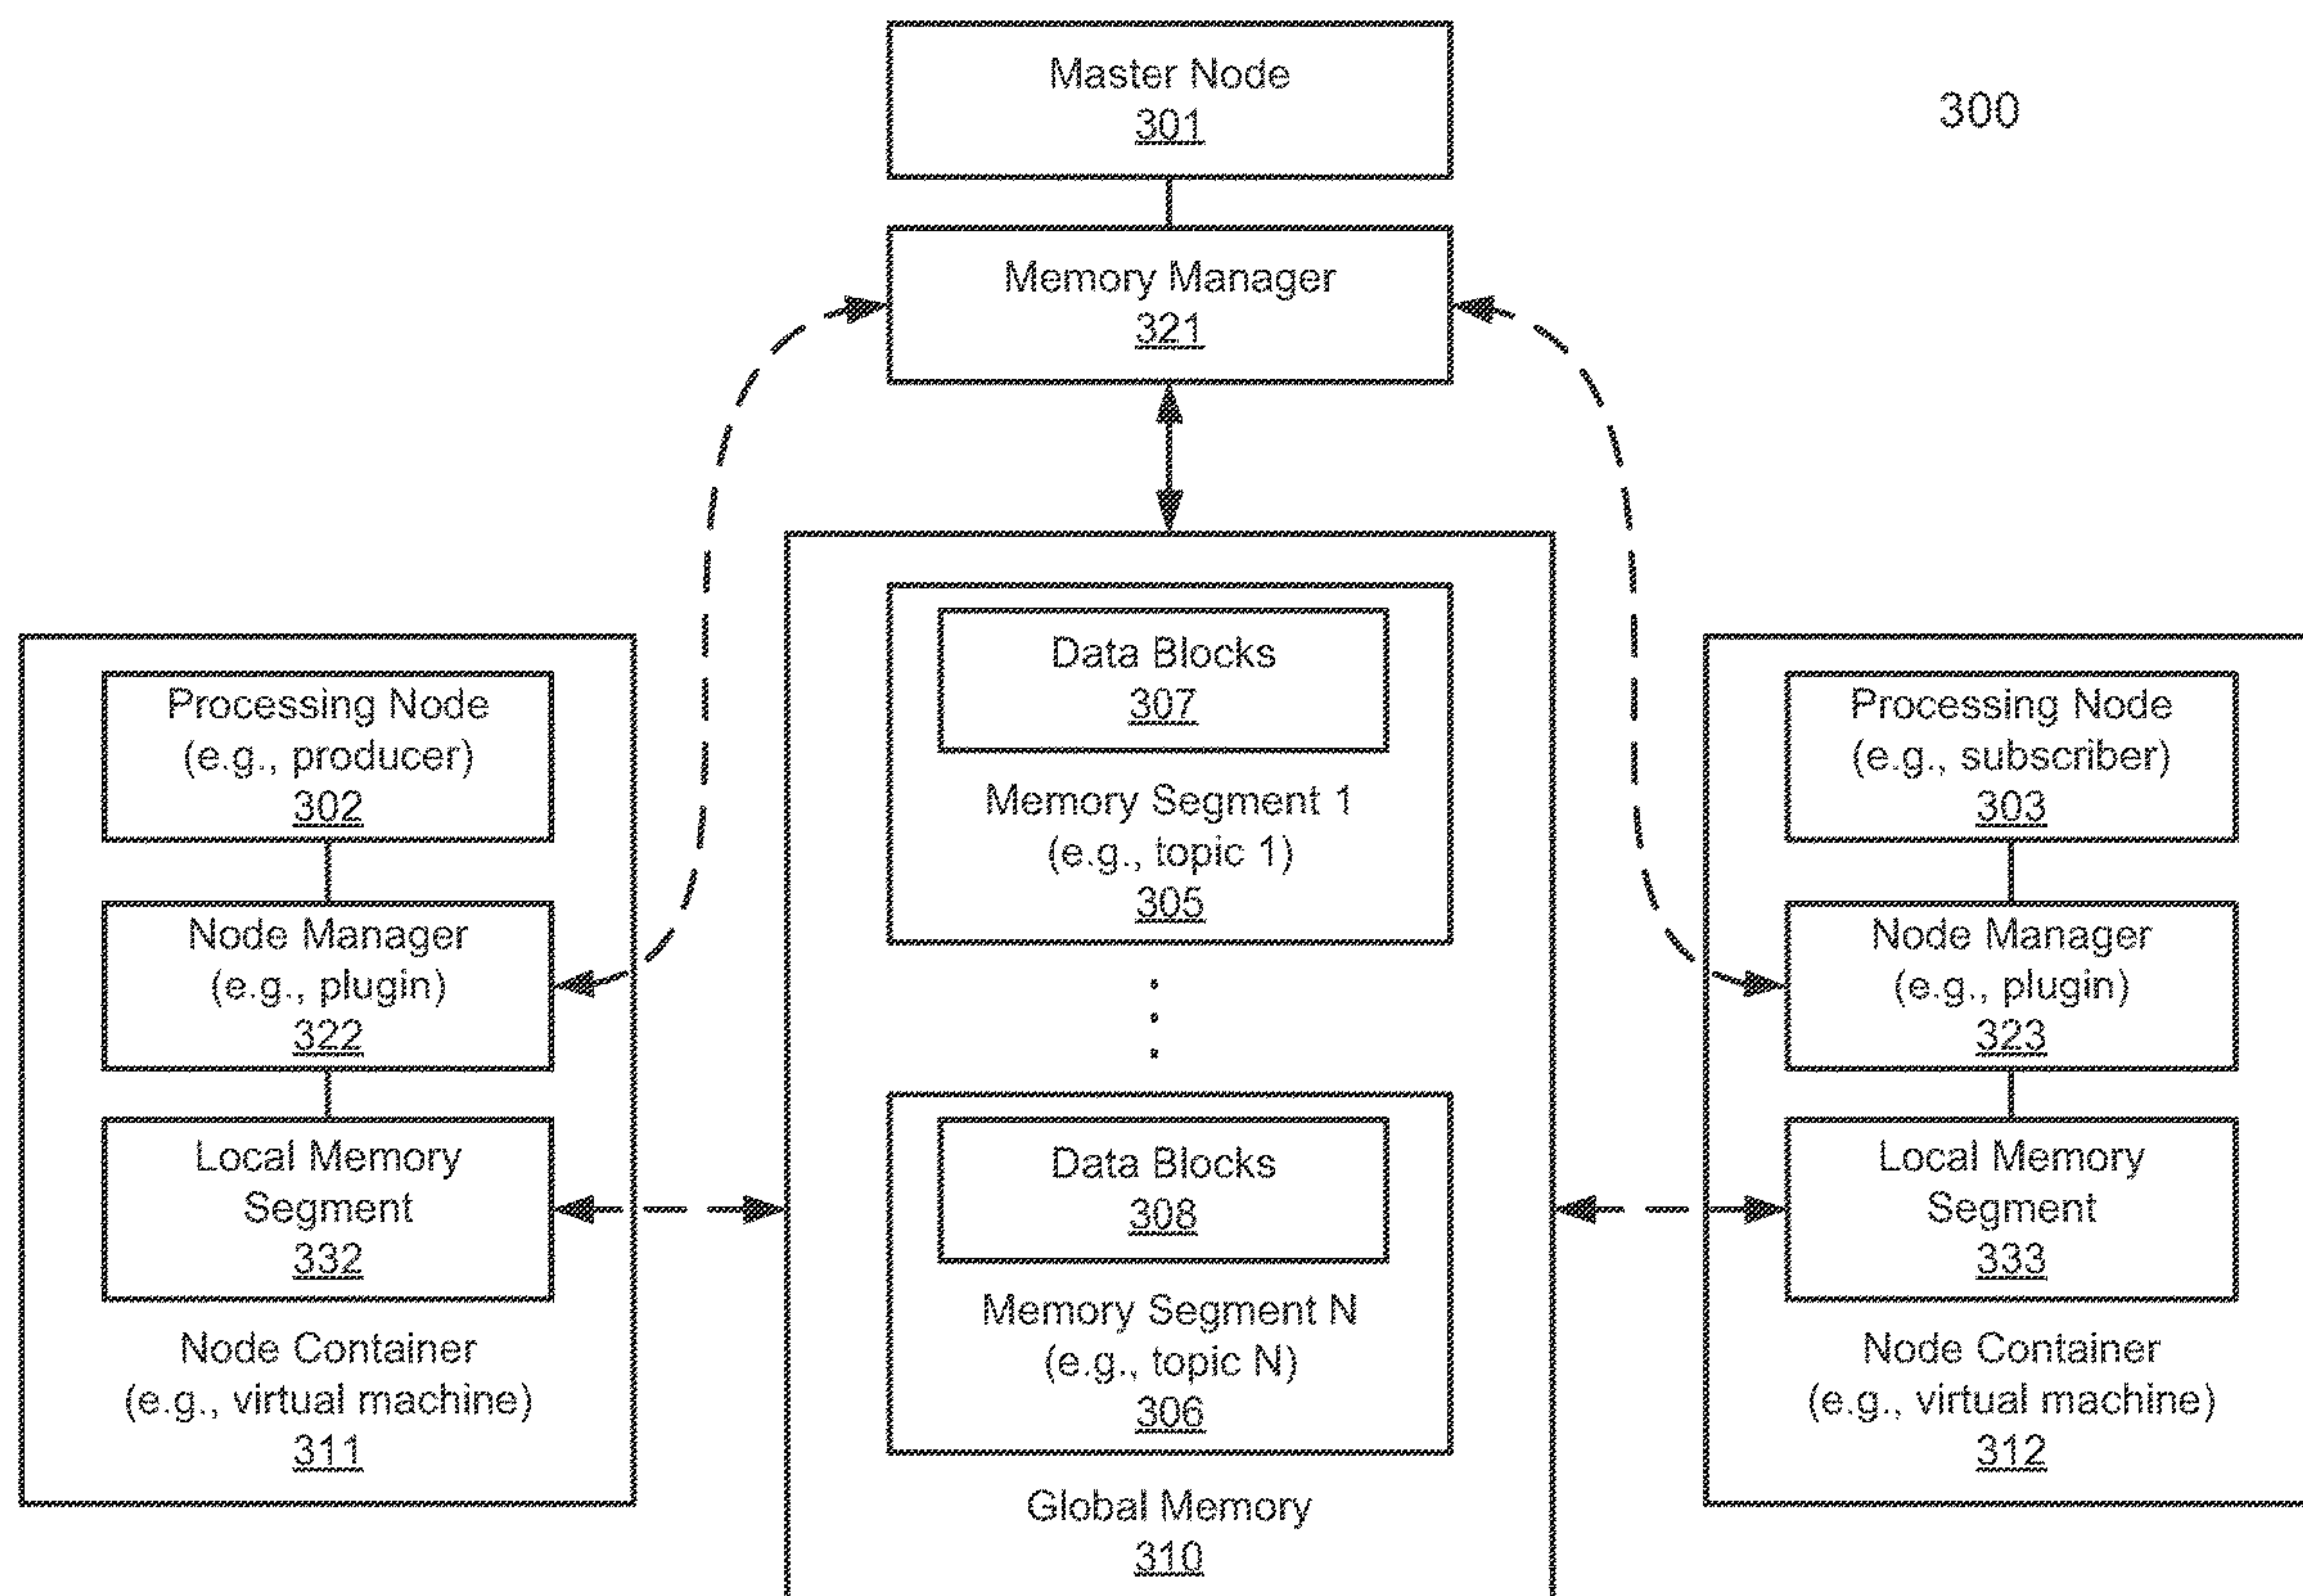 Master Node
301
300
Memory Manager
321
Processing Node
(e.g., producer)
302
Node Manager
(e.g., plugin)
322
Local Memory
Segment
332
Node Container
(e.g., virtual machine)
311
Data Blocks
307
Memory Segment 1
(e.g., topic 1)
305
Data Blocks
308
Memory Segment N
(e.g., topic N)
306
Global Memory
310
Processing Node
(e.g., subscriber)
303
Node Manager
(e.g., plugin)
323
Local Memory
Segment
333
Node Container
(e.g., virtual machine)
312